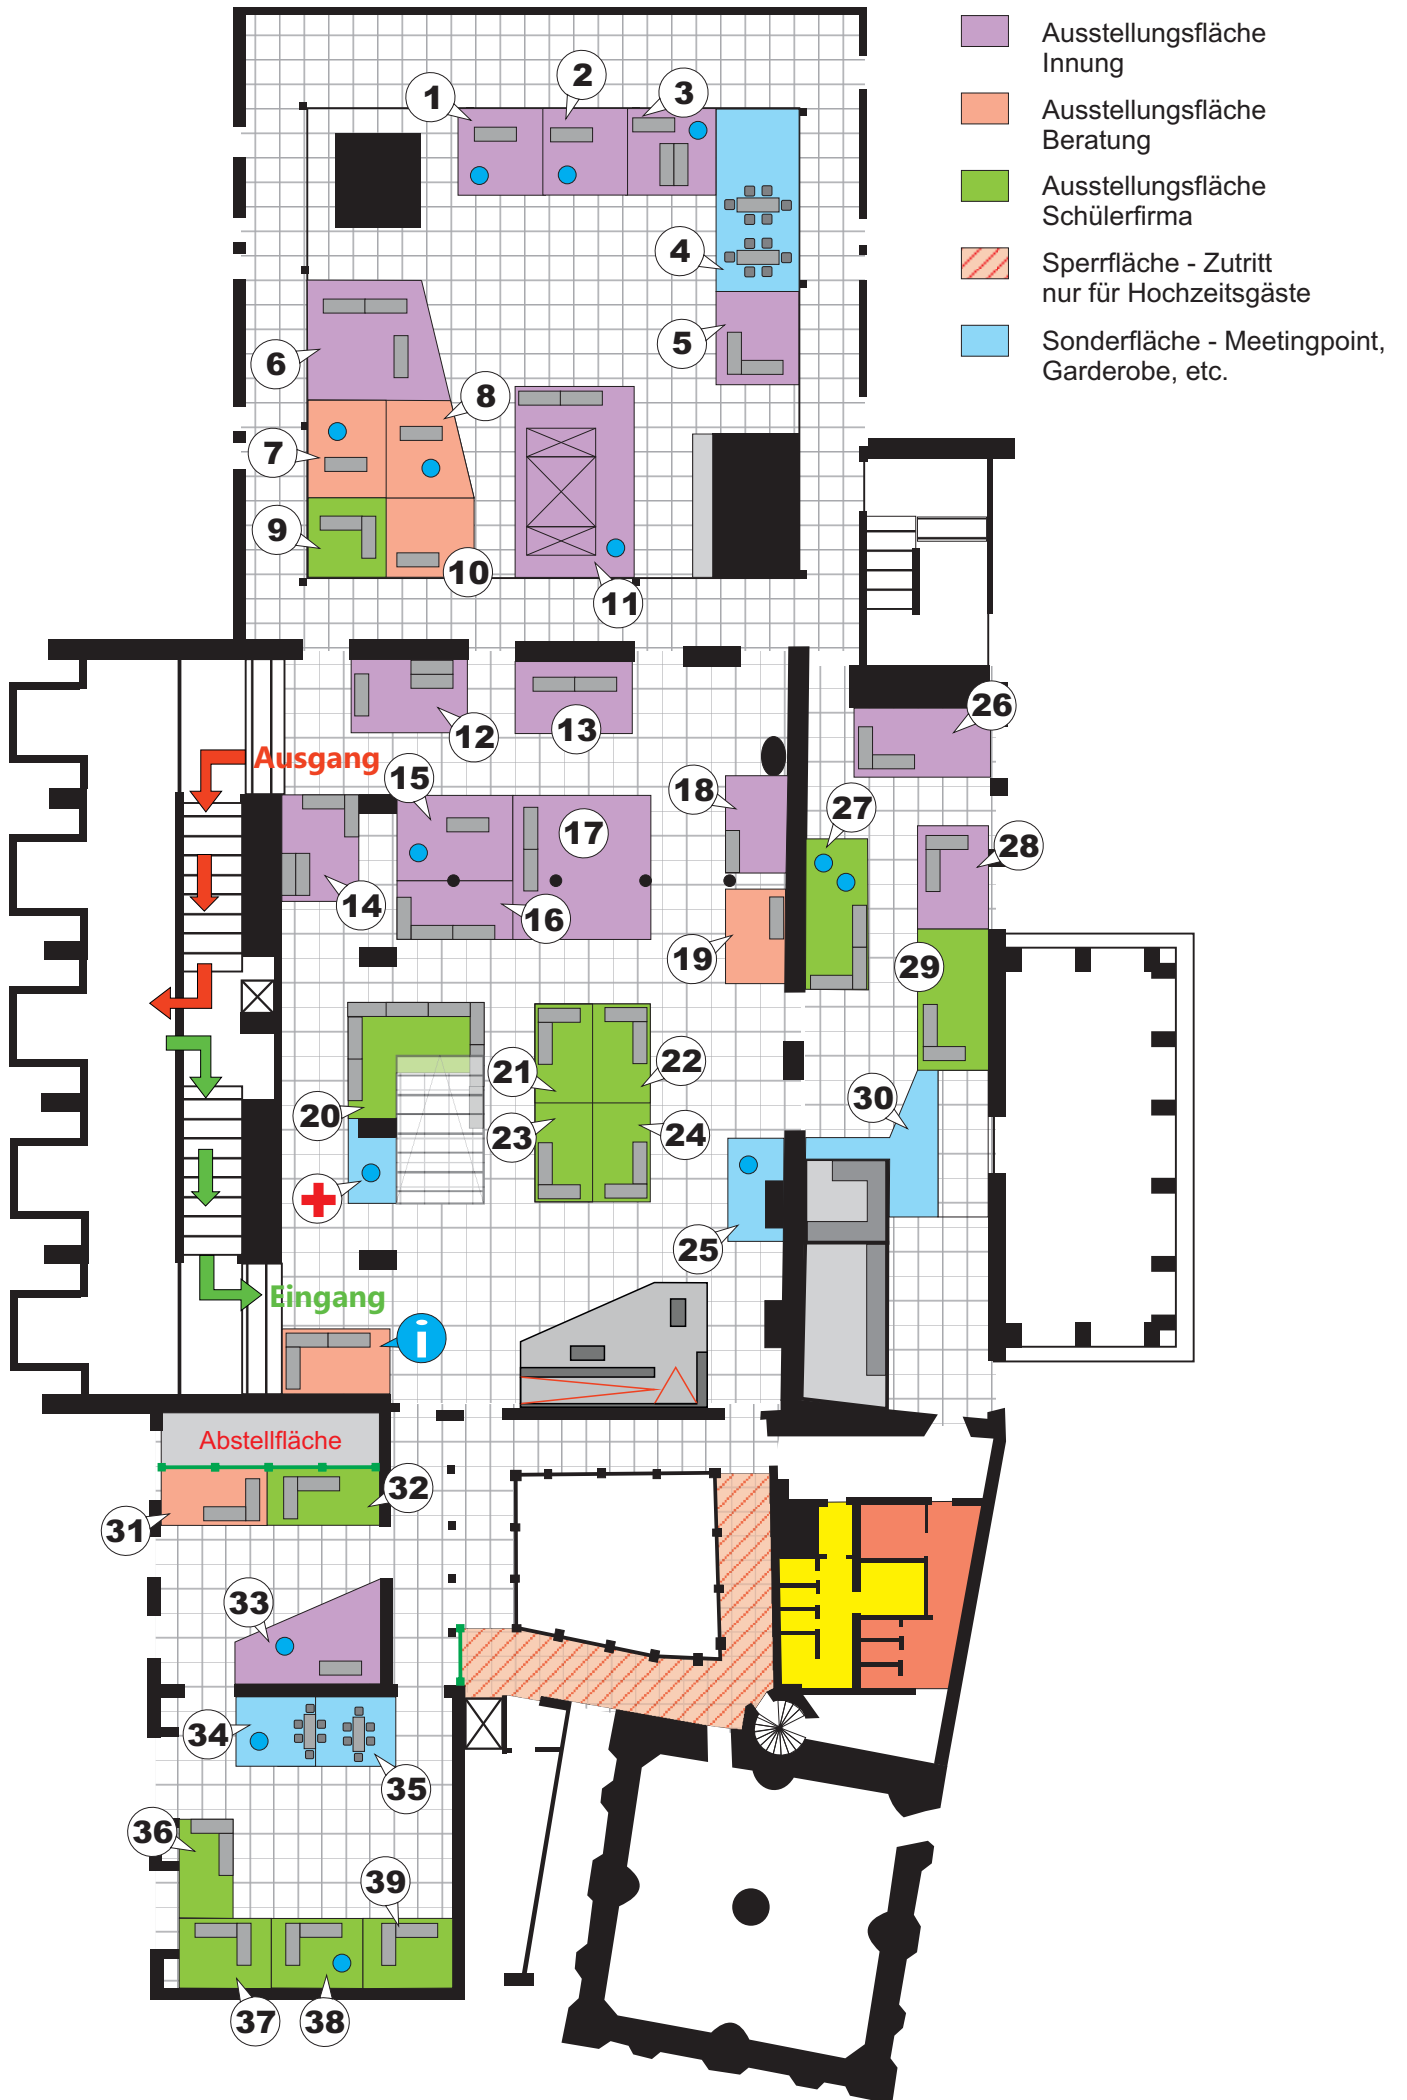 Ausstellungsfläche
Innung
Ausstellungsfläche
Beratung
Ausstellungsfläche
Schülerfirma
Sperrfläche - Zutritt
nur für Hochzeitsgäste
Sonderfläche - Meetingpoint,
Garderobe, etc.
1
2
3
4
5
6
7
8
9
10
11
12
13
Ausgang
14
15
16
17
18
19
20
21
22
23
24
25
26
27
28
29
30
Eingang
i
Abstellfläche
31
32
33
34
35
36
37
38
39